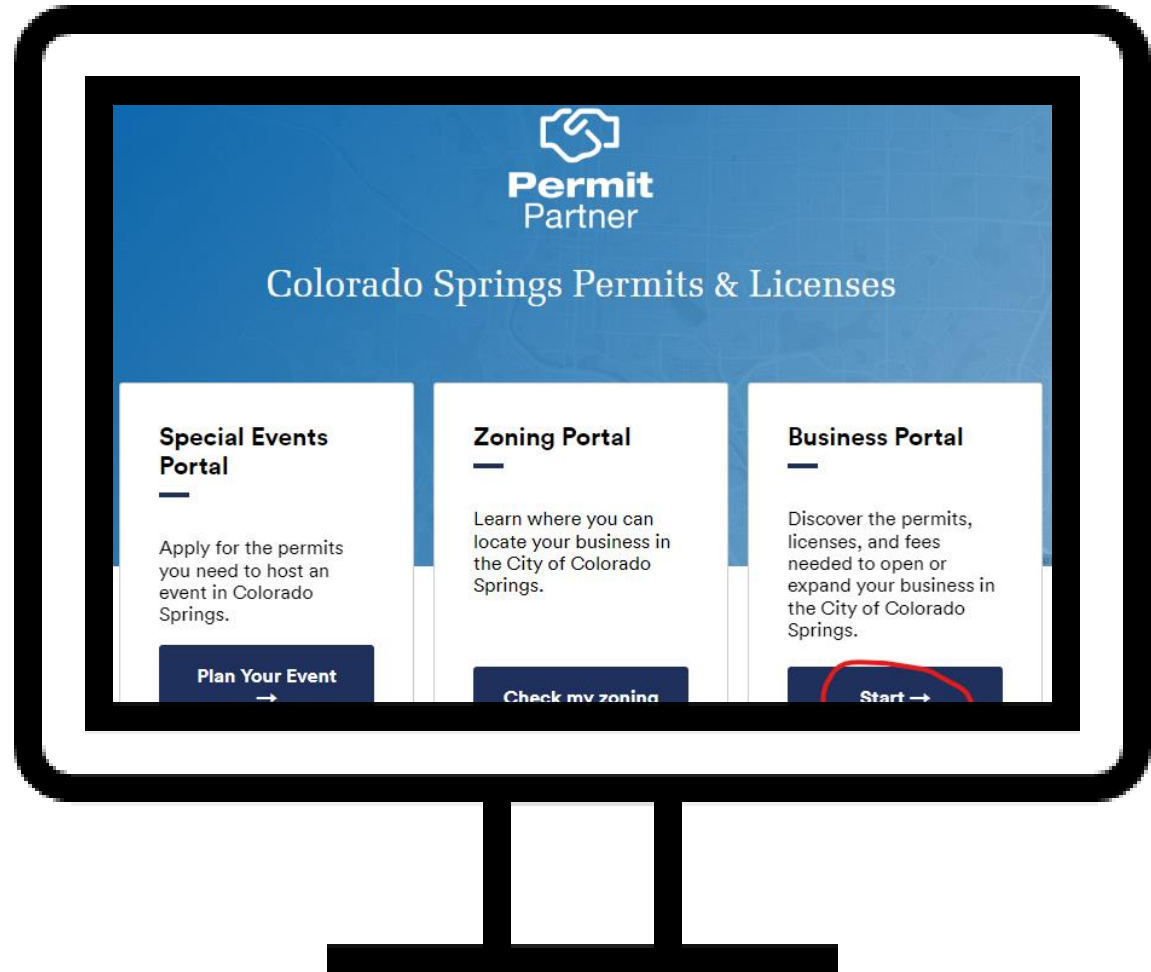 Permit
Partner
Colorado Springs Permits & Licenses
Special Events
Portal
Apply for the permits
you need to host an
event in Colorado
Springs.
Plan Your Event
→
Zoning Portal
Learn where you can
locate your business in
the City of Colorado
Springs.
Check my zoning
Business Portal
Discover the permits,
licenses, and fees
needed to open or
expand your business in
the City of Colorado
Springs.
Start →